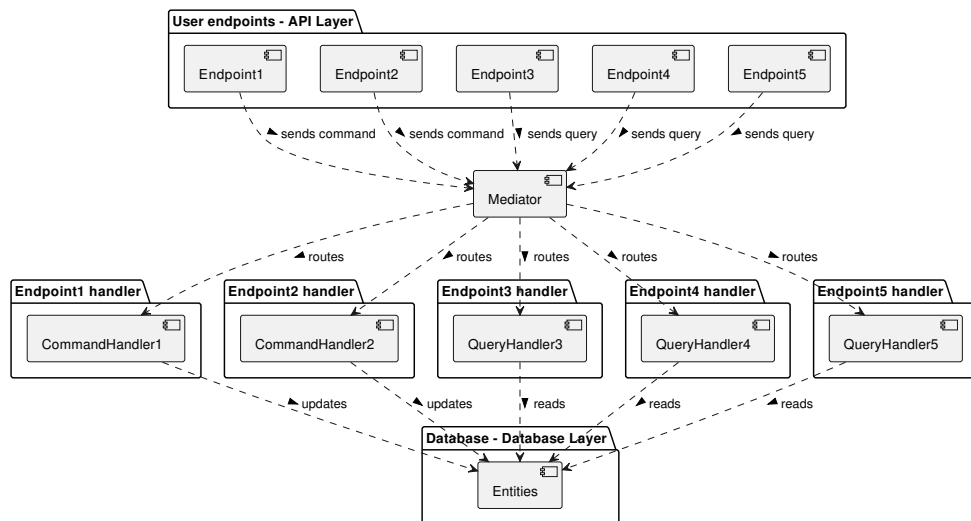 User endpoints - API Layer
Endpoint1
Endpoint2
Endpoint3
Endpoint4
Endpoint5
sends command
sends command
sends query
sends query
sends query
Mediator
routes
routes
routes
routes
routes
Endpoint1 handler
Endpoint2 handler
Endpoint3 handler
Endpoint4 handler
Endpoint5 handler
CommandHandler1
CommandHandler2
QueryHandler3
QueryHandler4
QueryHandler5
updates
updates
reads
reads
reads
Database - Database Layer
Entities